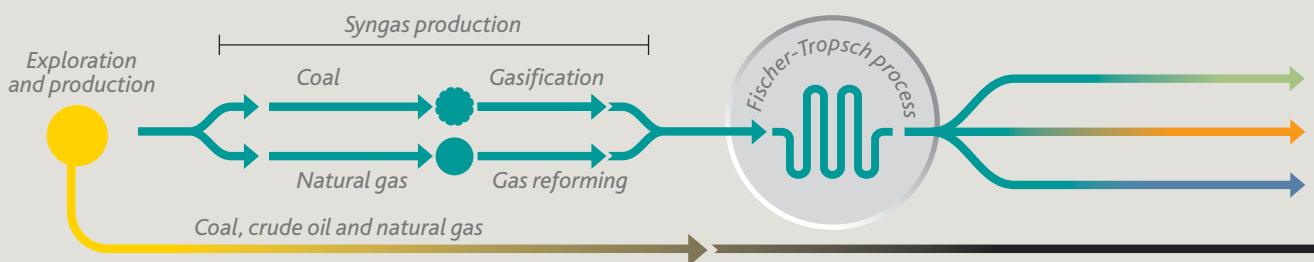 Syngas production
Exploration
and production
Coal
Gasification
Fischer-Tropsch process
Natural gas
Gas reforming
Coal, crude oil and natural gas